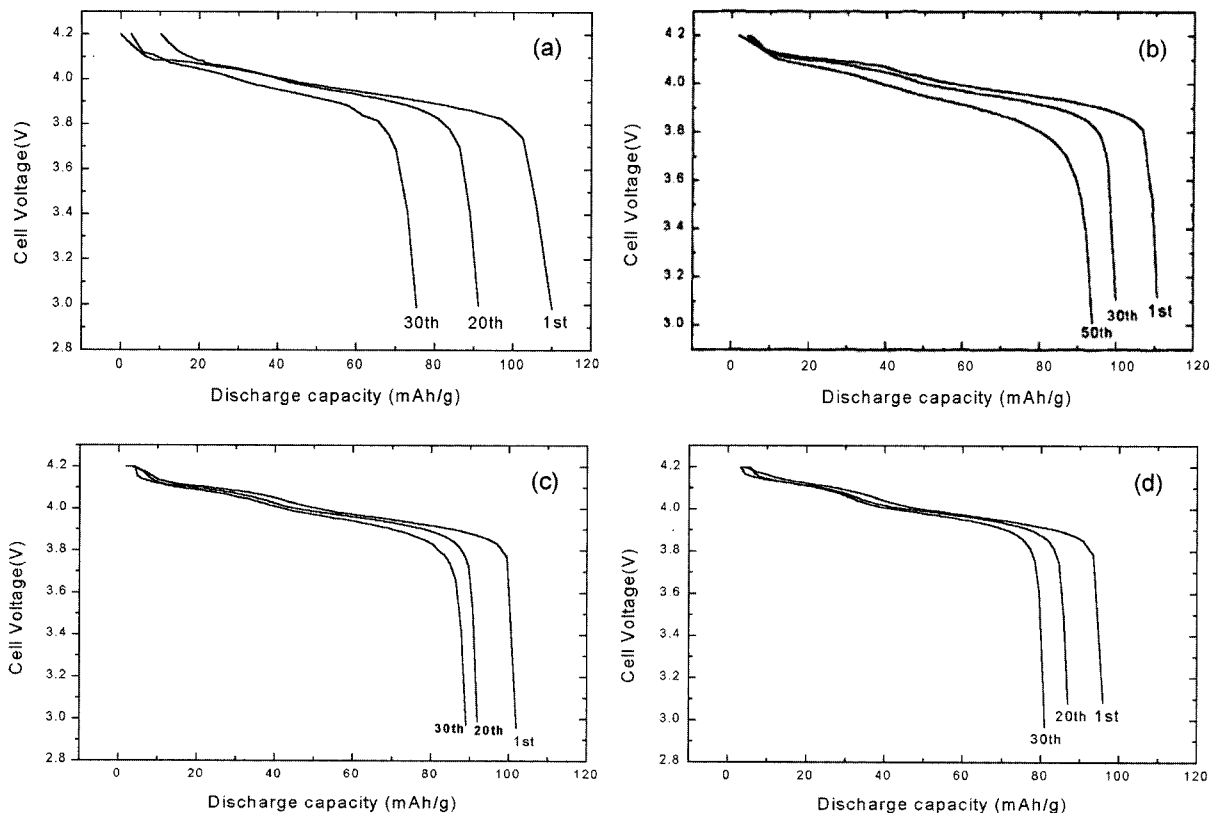 (a)
4.2
4.0
3.8
3.6
3.4
3.2
3.0
2.8
Cell Voltage(V)
30th
20th
1st
0 20 40 60 80 100 120
Discharge capacity (mAh/g)
(b)
4.2
4.0
3.8
3.6
3.4
3.2
3.0
Cell Voltage(V)
50th
30th
1st
0 20 40 60 80 100 120
Discharge capacity (mAh/g)
(c)
4.2
4.0
3.8
3.6
3.4
3.2
3.0
2.8
Cell Voltage(V)
30th
20th
1st
0 20 40 60 80 100 120
Discharge capacity (mAh/g)
(d)
4.2
4.0
3.8
3.6
3.4
3.2
3.0
2.8
Cell Voltage(V)
30th
20th
1st
0 20 40 60 80 100 120
Discharge capacity (mAh/g)